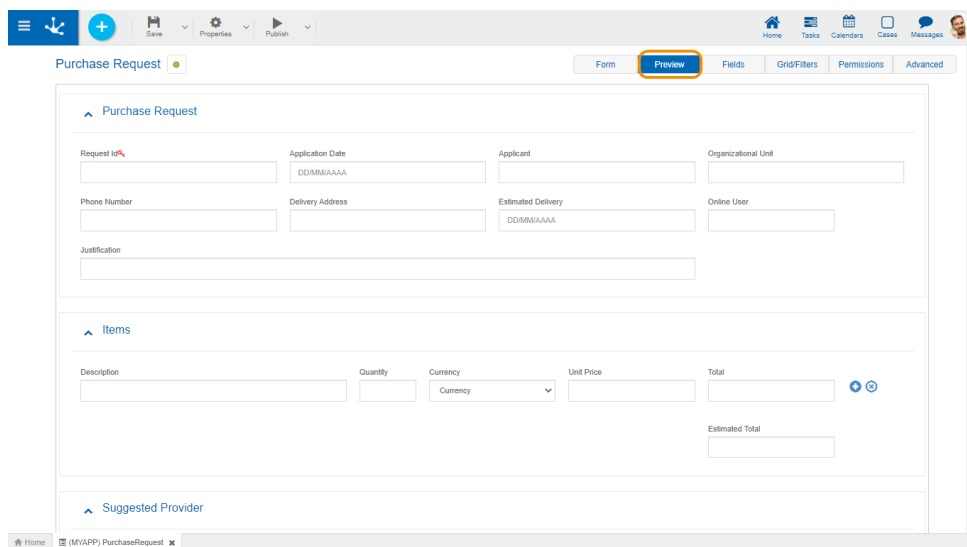 Save
Properties
Publish
Home
Tasks
Calendars
Cases
Messages
Purchase Request
Form
Preview
Fields
Grid/Filters
Permissions
Advanced
Purchase Request
Request Id
Application Date
Applicant
Organizational Unit
DD/MM/AAAA
Phone Number
Delivery Address
Estimated Delivery
Online User
DD/MM/AAAA
Justification
Items
Description
Quantity
Currency
Unit Price
Total
Currency
Estimated Total
Suggested Provider
Home
(MYAPP) PurchaseRequest